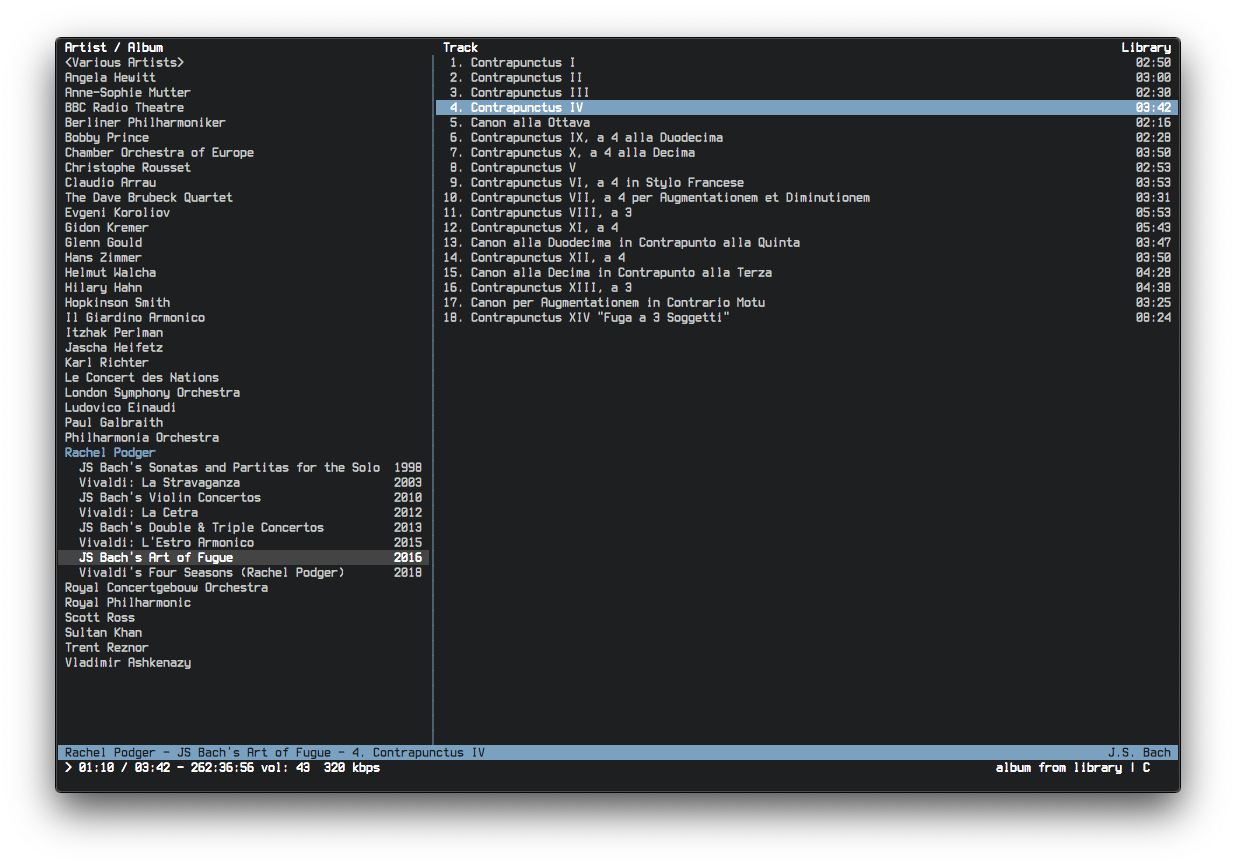 Artist / Album
<Various Artists>
Angela Hewitt
Anne-Sophie Mutter
BBC Radio Theatre
Berliner Philharmoniker
Bobby Prince
Chamber Orchestra of Europe
Christophe Rousset
Claudio Arrau
The Dave Brubeck Quartet
Evgeni Koroliov
Gidon Kremer
Glenn Gould
Hans Zimmer
Helmut Walcha
Hilary Hahn
Hopkinson Smith
Il Giardino Armonico
Itzhak Perlman
Jascha Heifetz
Karl Richter
Le Concert des Nations
London Symphony Orchestra
Ludovico Einaudi
Paul Galbraith
Philharmonia Orchestra
Rachel Podger
JS Bach's Sonatas and Partitas for the Solo 1998
Vivaldi: La Stravaganza 2003
JS Bach's Violin Concertos 2010
Vivaldi: La Cetra 2012
JS Bach's Double & Triple Concertos 2013
Vivaldi: L'Estro Armonico 2015
JS Bach's Art of Fugue 2016
Vivaldi's Four Seasons (Rachel Podger) 2018
Royal Concertgebouw Orchestra
Royal Philharmonic
Scott Ross
Sultan Khan
Trent Reznor
Vladimir Ashkenazy
Track Library
1. Contrapunctus I 02:50
2. Contrapunctus II 03:00
3. Contrapunctus III 02:30
4. Contrapunctus IV 03:42
5. Canon alla Ottava 02:16
6. Contrapunctus IX, a 4 alla Duodecima 02:28
7. Contrapunctus X, a 4 alla Decima 03:50
8. Contrapunctus V 02:53
9. Contrapunctus VI, a 4 in Stylo Francese 03:53
10. Contrapunctus VII, a 4 per Augmentationem et Diminutionem 03:31
11. Contrapunctus VIII, a 3 05:53
12. Contrapunctus XI, a 4 05:43
13. Canon alla Duodecima in Contrapunto alla Quinta 03:47
14. Contrapunctus XII, a 4 03:50
15. Canon alla Decima in Contrapunto alla Terza 04:28
16. Contrapunctus XIII, a 3 04:38
17. Canon per Augmentationem in Contrario Motu 03:25
18. Contrapunctus XIV "Fuga a 3 Soggetti" 08:24
Rachel Podger - JS Bach's Art of Fugue - 4. Contrapunctus IV J.S. Bach
> 01:10 / 03:42 - 262:36:56 vol: 43 320 kbps album from library | C